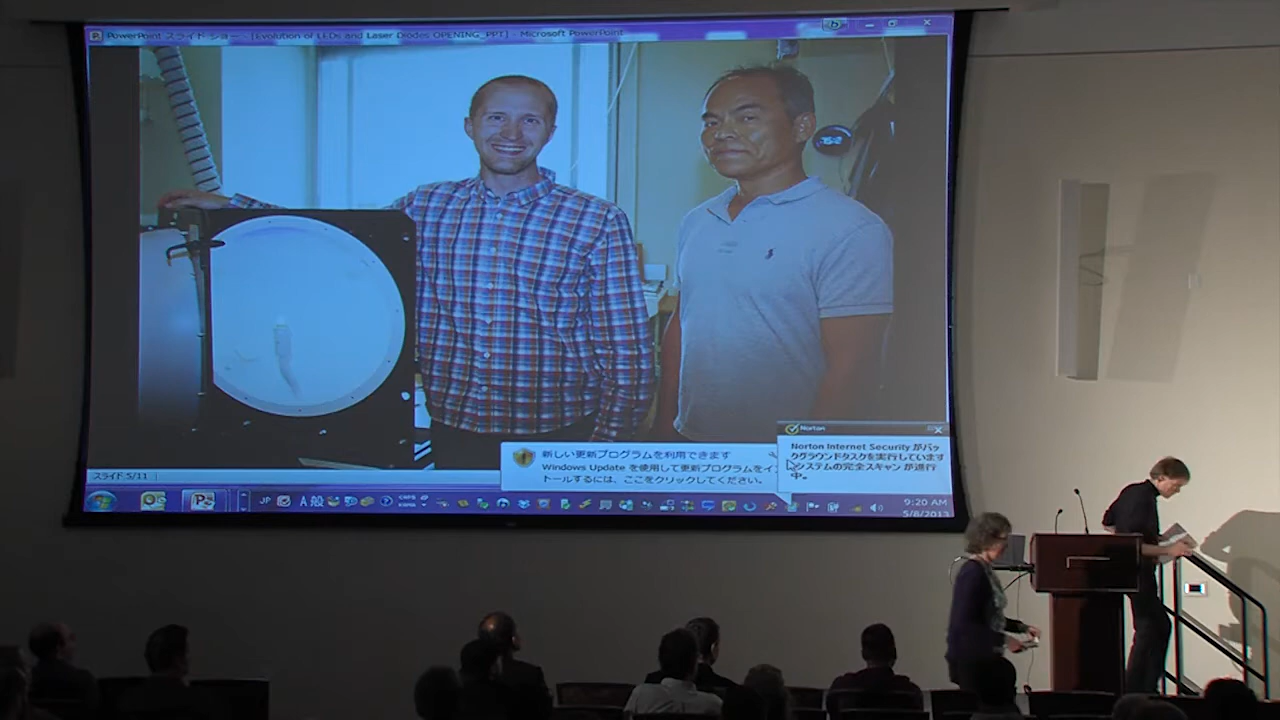 PowerPoint スライド ショー - [Evolution of LEDs and Laser Diodes OPENING_PPT] - Microsoft PowerPoint
新しい更新プログラムを利用できます
Windows Update を使用して更新プログラムをイ
トールするには、ここをクリックしてください。
Norton
Norton Internet Security がバッ
クグラウンドタスクを実行しています
システムの完全スキャン が進行
中。
スライド 5/11
JP
A 般
CAPS
KANA
9:20 AM
5/8/2013